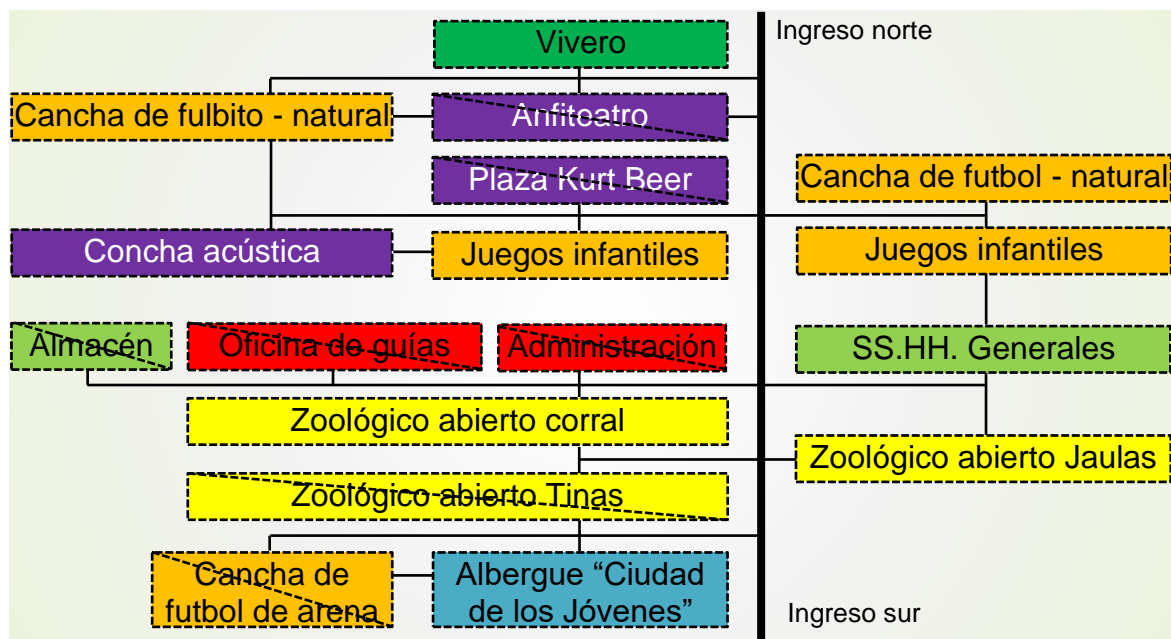 Ingreso norte
Vivero
Cancha de fulbito - natural
Anfiteatro
Plaza Kurt Beer
Cancha de futbol - natural
Concha acústica
Juegos infantiles
Juegos infantiles
Almacén
Oficina de guías
Administración
SS.HH. Generales
Zoológico abierto corral
Zoológico abierto Jaulas
Zoológico abierto Tinas
Cancha de
futbol de arena
Albergue “Ciudad
de los Jóvenes”
Ingreso sur